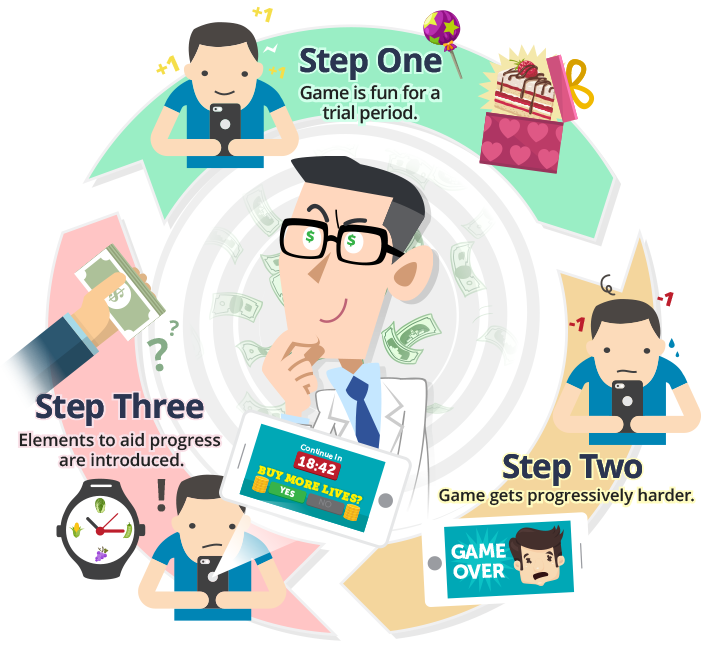 +1
+1
+1
Step One
Game is fun for a
trial period.
$
$
-1
-1
$
?
?
Step Three
Elements to aid progress
are introduced.
!
Continue In
18:42
BUY MORE LIVES?
YES
NO
Step Two
Game gets progressively harder.
GAME
OVER